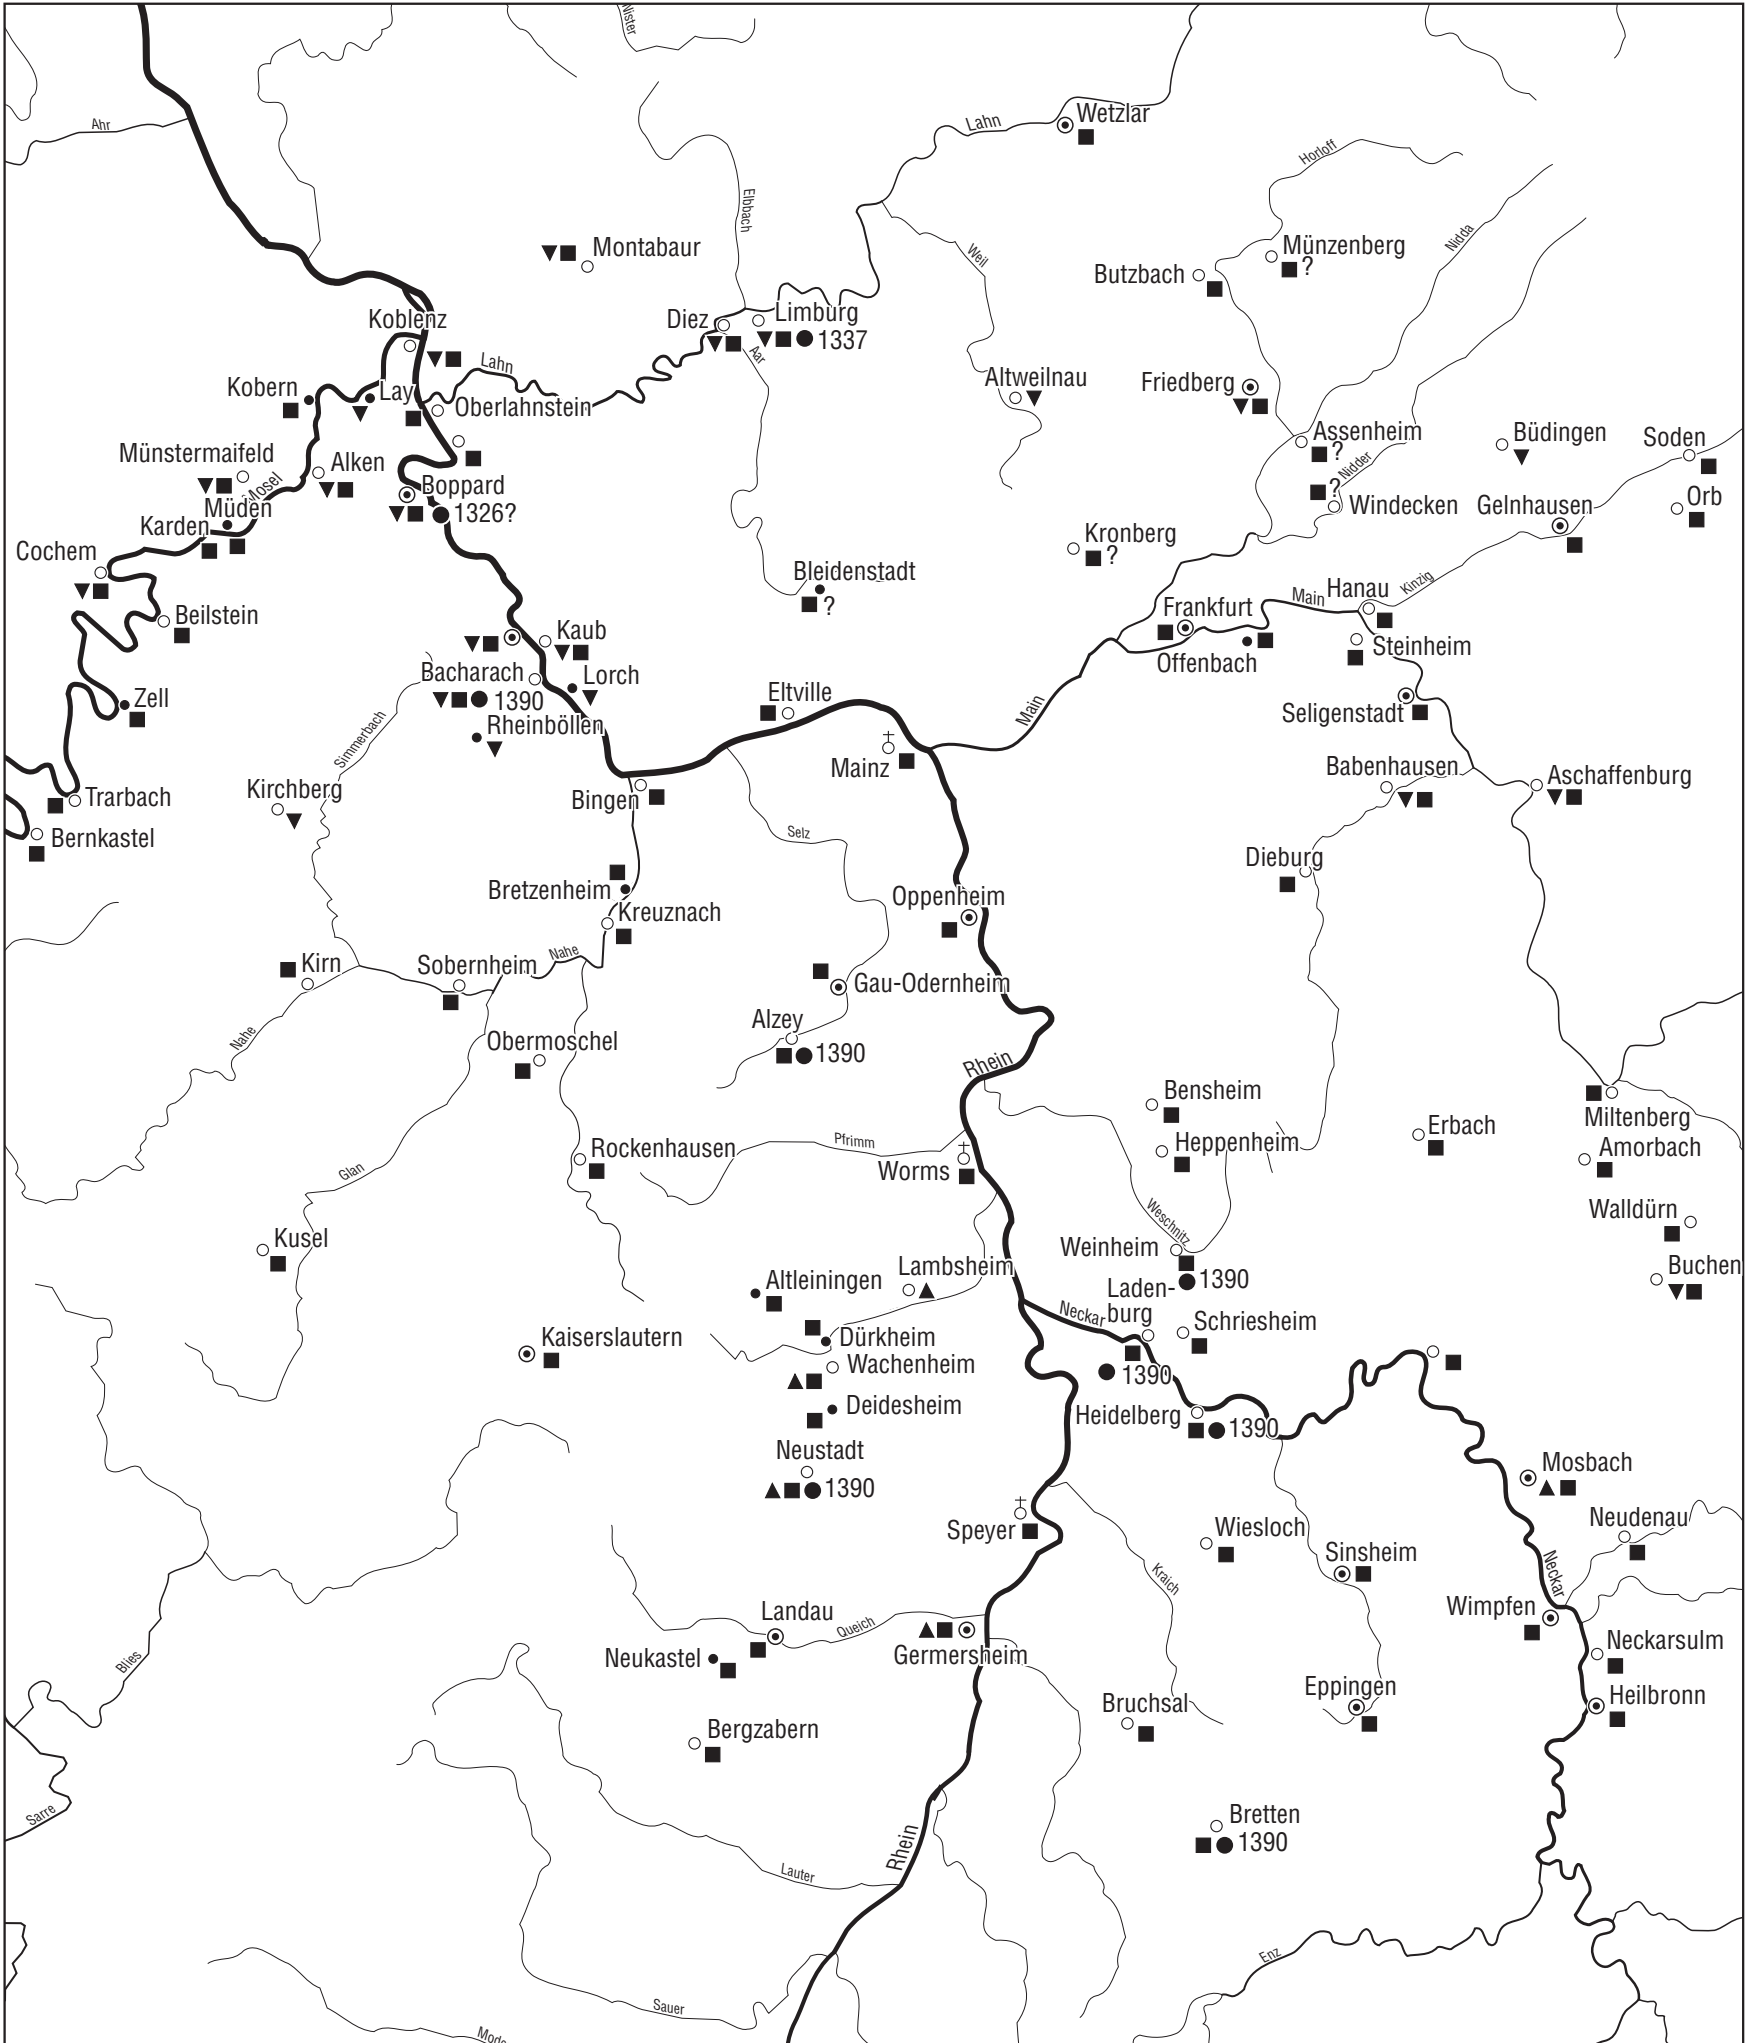 Nister
Ahr
Lahn
Wetzlar
Horloff
Elbbach
Montabaur
Weil
Nidda
Münzenberg
?
Butzbach
Koblenz
Diez
Limburg
1337
Aar
Lahn
Kobern
Lay
Oberlahnstein
Altweilnau
Friedberg
Assenheim
?
Büdingen
Soden
Münstermaifeld
Alken
Mosel
Nidder
Boppard
1326?
?
Windecken
Gelnhausen
Orb
Müden
Karden
Cochem
Kronberg
?
Bleidenstadt
?
Kinzig
Hanau
Main
Frankfurt
Beilstein
Kaub
Offenbach
Steinheim
Bacharach
1390
Lorch
Zell
Eltville
Main
Seligenstadt
Rheinböllen
Simmerbach
Mainz
Babenhausen
Aschaffenburg
Trarbach
Kirchberg
Bingen
Bernkastel
Selz
Dieburg
Bretzenheim
Oppenheim
Kreuznach
Nahe
Kirn
Sobernheim
Gau-Odernheim
Nahe
Alzey
1390
Obermoschel
Rhein
Bensheim
Miltenberg
Erbach
Pfrimm
Heppenheim
Rockenhausen
Amorbach
Worms
Glan
Weschnitz
Walldürn
Kusel
Weinheim
1390
Lambsheim
Buchen
Altleiningen
Laden-
burg
Neckar
Schriesheim
Kaiserslautern
Dürkheim
Wachenheim
1390
Deidesheim
Heidelberg
1390
Neustadt
1390
Mosbach
Neudenau
Speyer
Wiesloch
Sinsheim
Kraich
Neckar
Wimpfen
Landau
Queich
Germersheim
Neukastel
Neckarsulm
Blies
Eppingen
Heilbronn
Bruchsal
Bergzabern
Sarre
Bretten
1390
Rhein
Lauter
Enz
Sauer
Mode